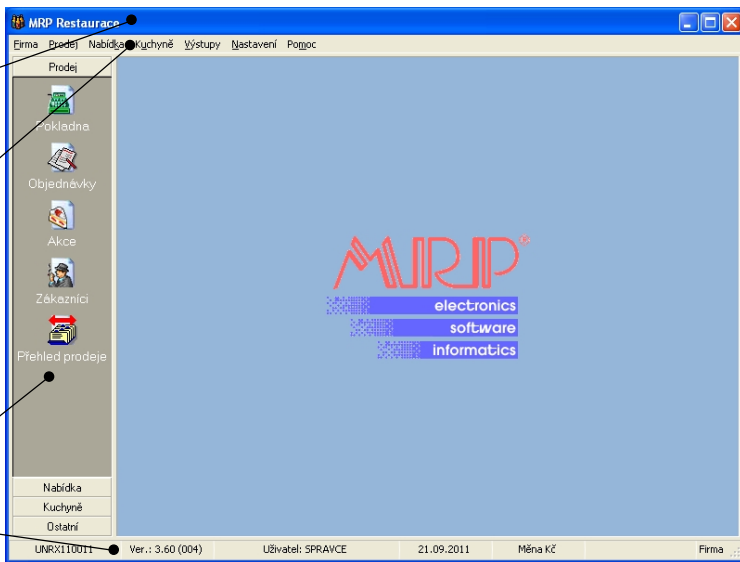 MRP Restaurace
Firma Prodej Nabídka Kuchyně Výstupy Nastavení Pomoc
Prodej
Pokladna
Objednávky
Akce
Zákazníci
Přehled prodeje
MRP®
electronics
software
informatics
Nabídka
Kuchyně
Ostatní
UNRX110011 Ver.: 3.60 (004) Uživatel: SPRAVCE 21.09.2011 Měna Kč Firma